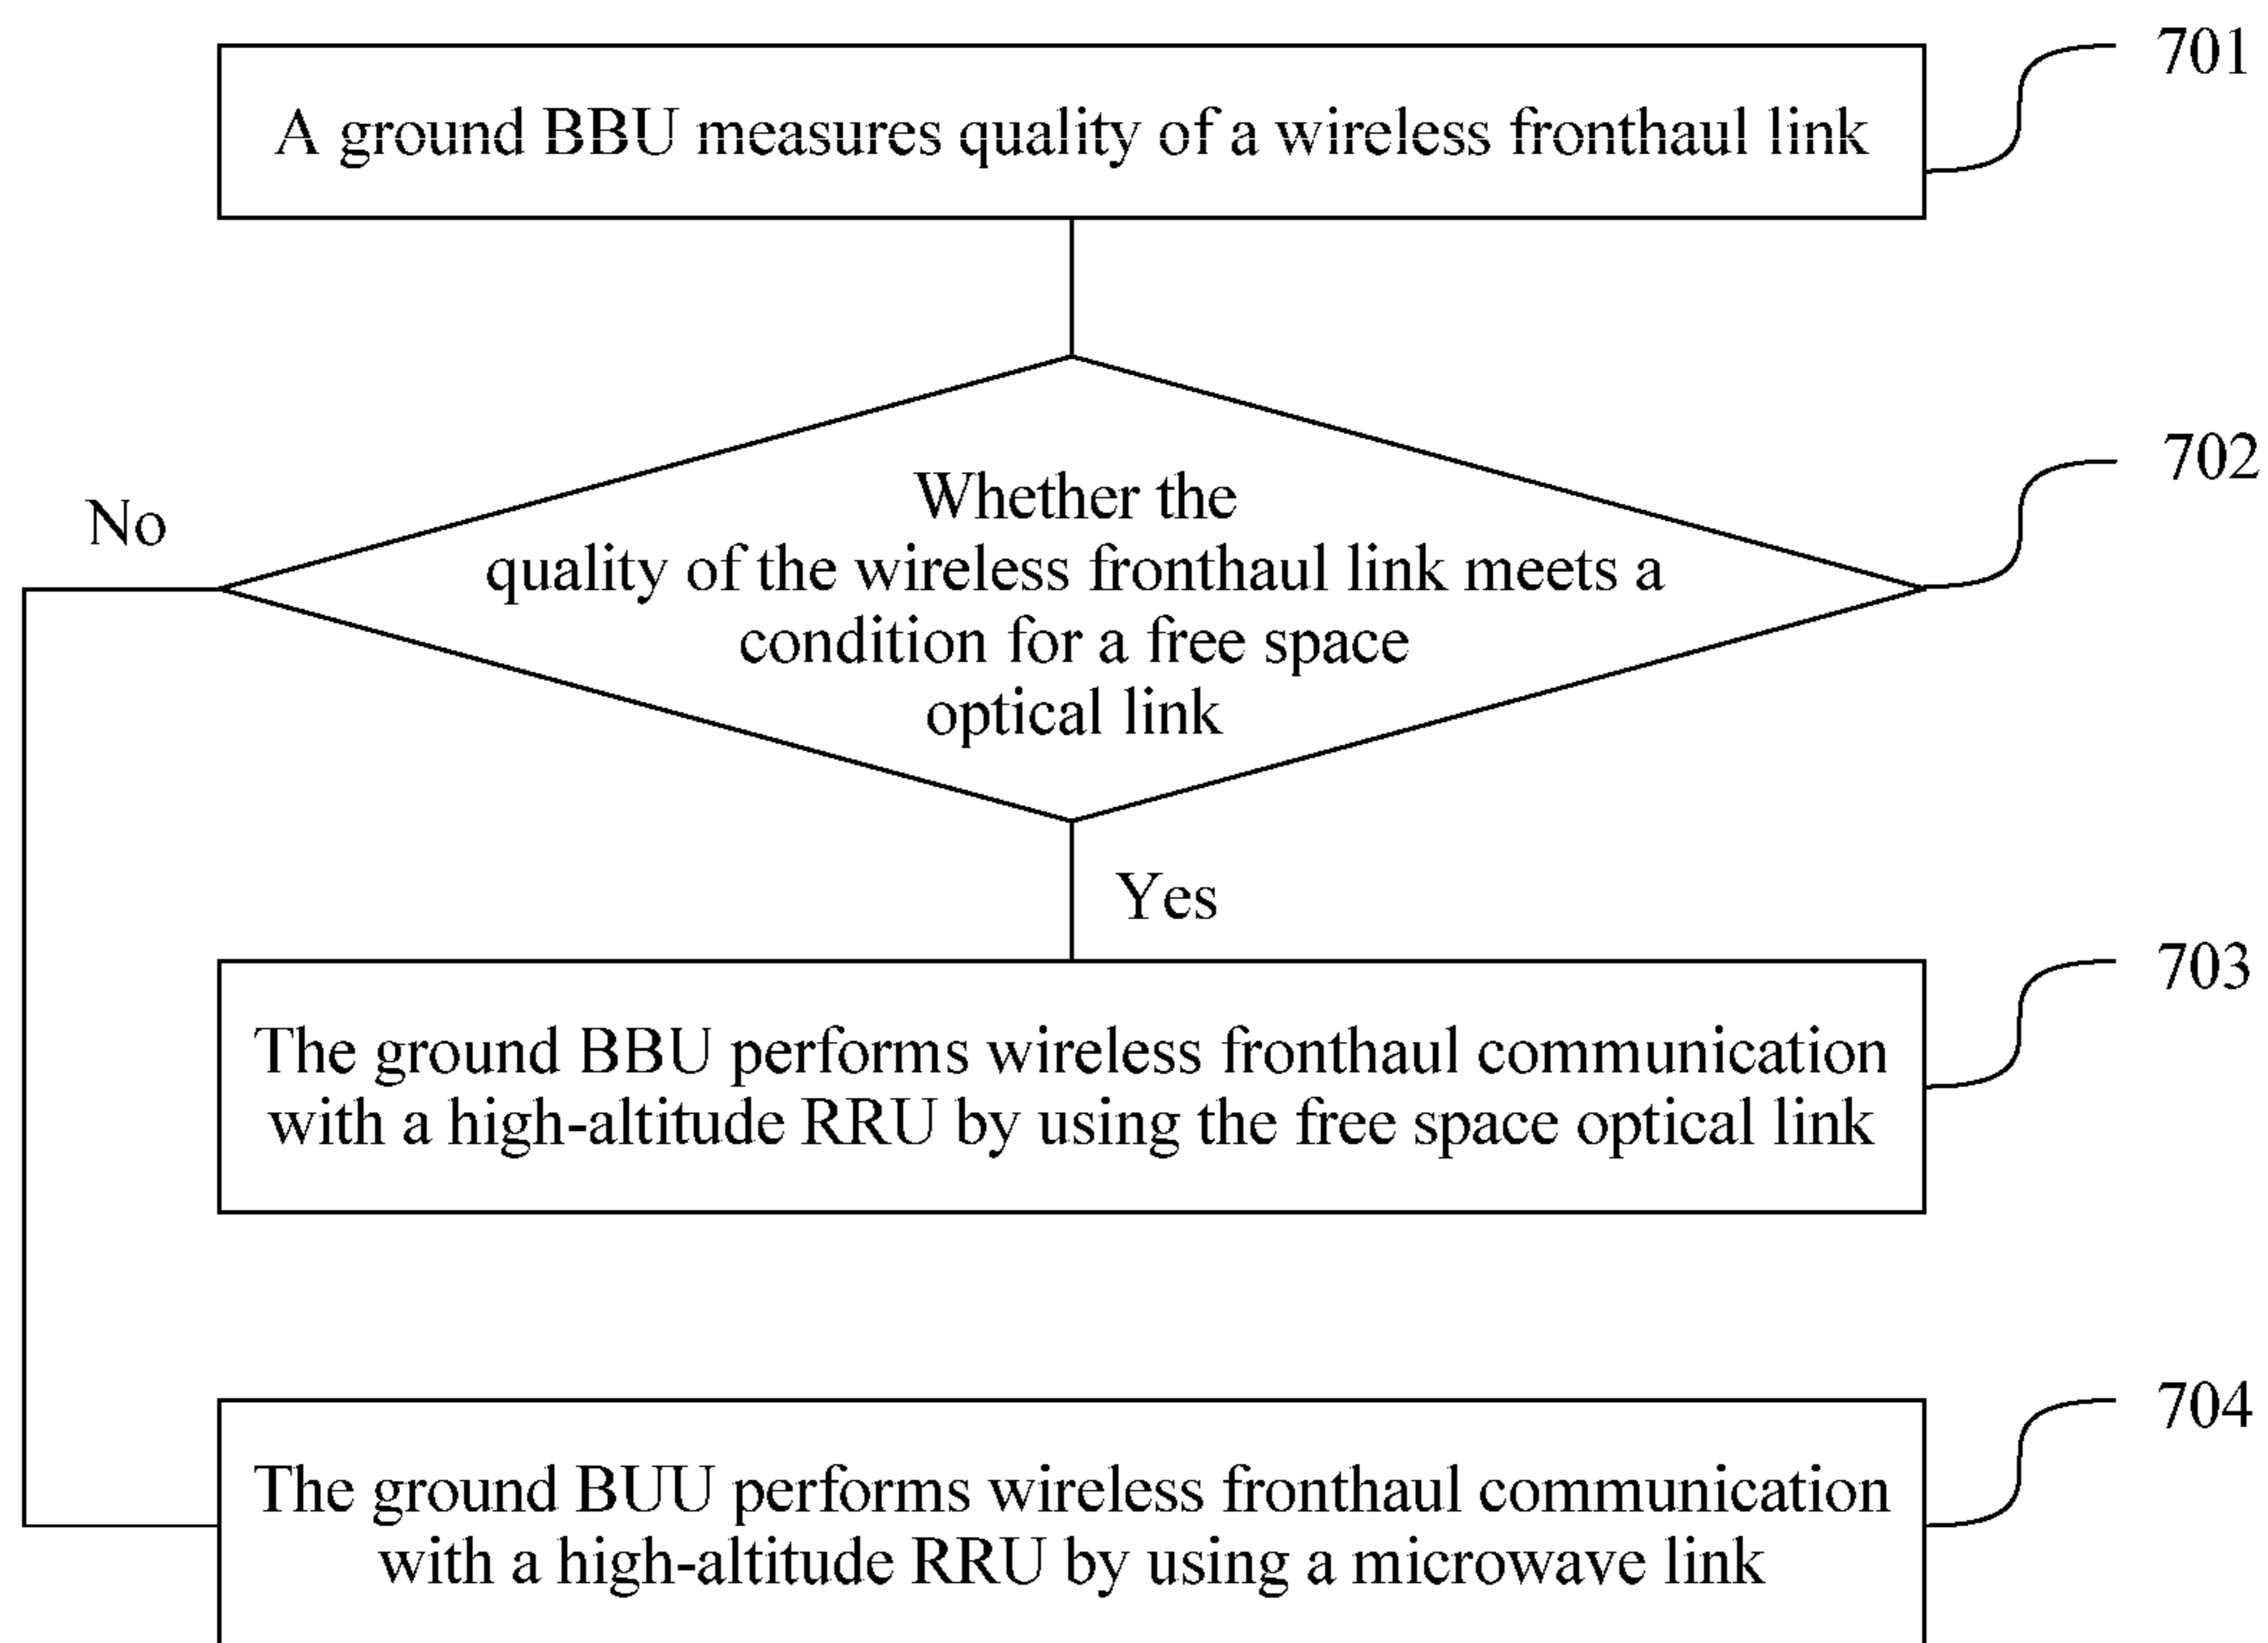 A ground BBU measures quality of a wireless fronthaul link
701
Whether the
quality of the wireless fronthaul link meets a
condition for a free space
optical link
702
No
Yes
The ground BBU performs wireless fronthaul communication
with a high-altitude RRU by using the free space optical link
703
The ground BUU performs wireless fronthaul communication
with a high-altitude RRU by using a microwave link
704